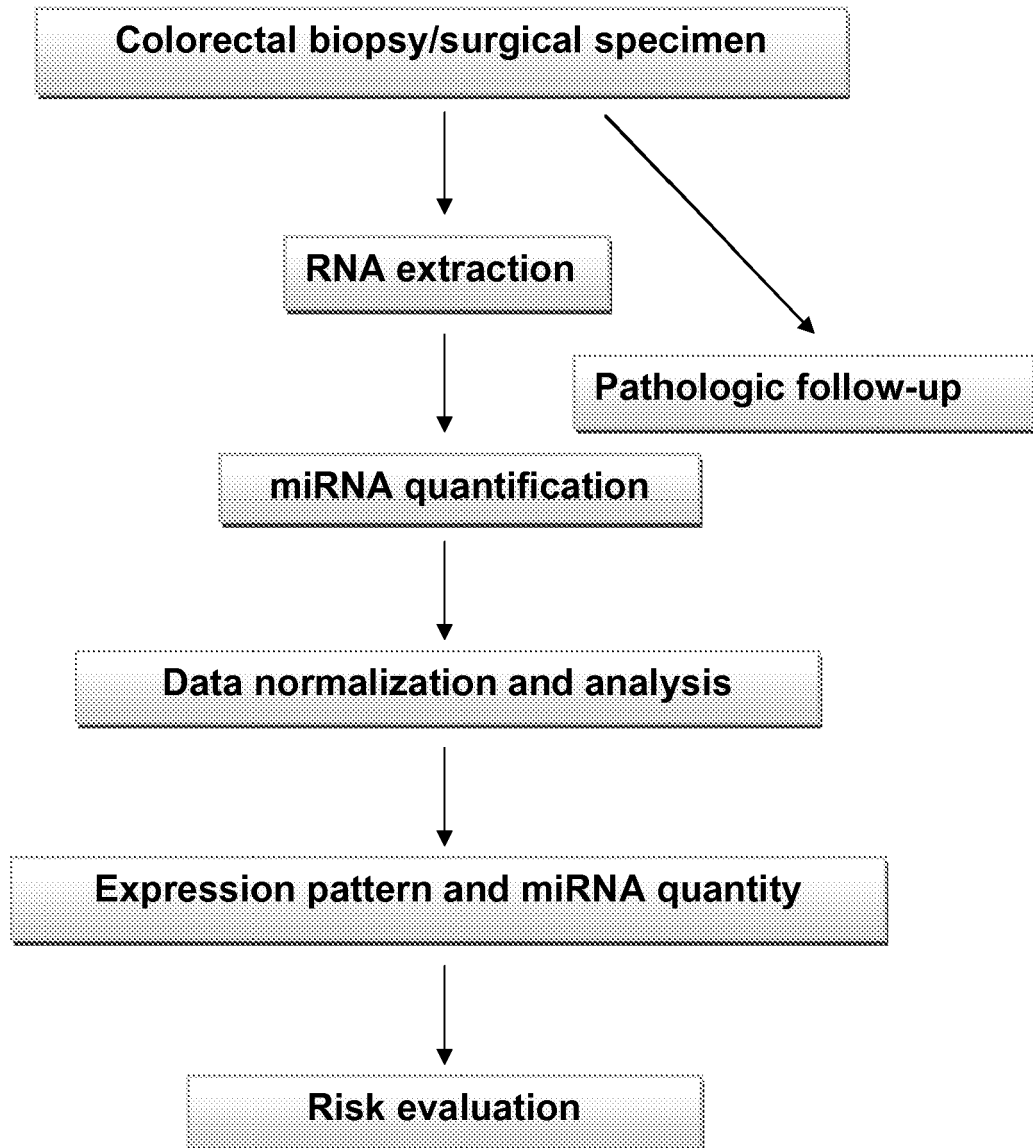 Colorectal biopsy/surgical specimen
RNA extraction
Pathologic follow-up
miRNA quantification
Data normalization and analysis
Expression pattern and miRNA quantity
Risk evaluation